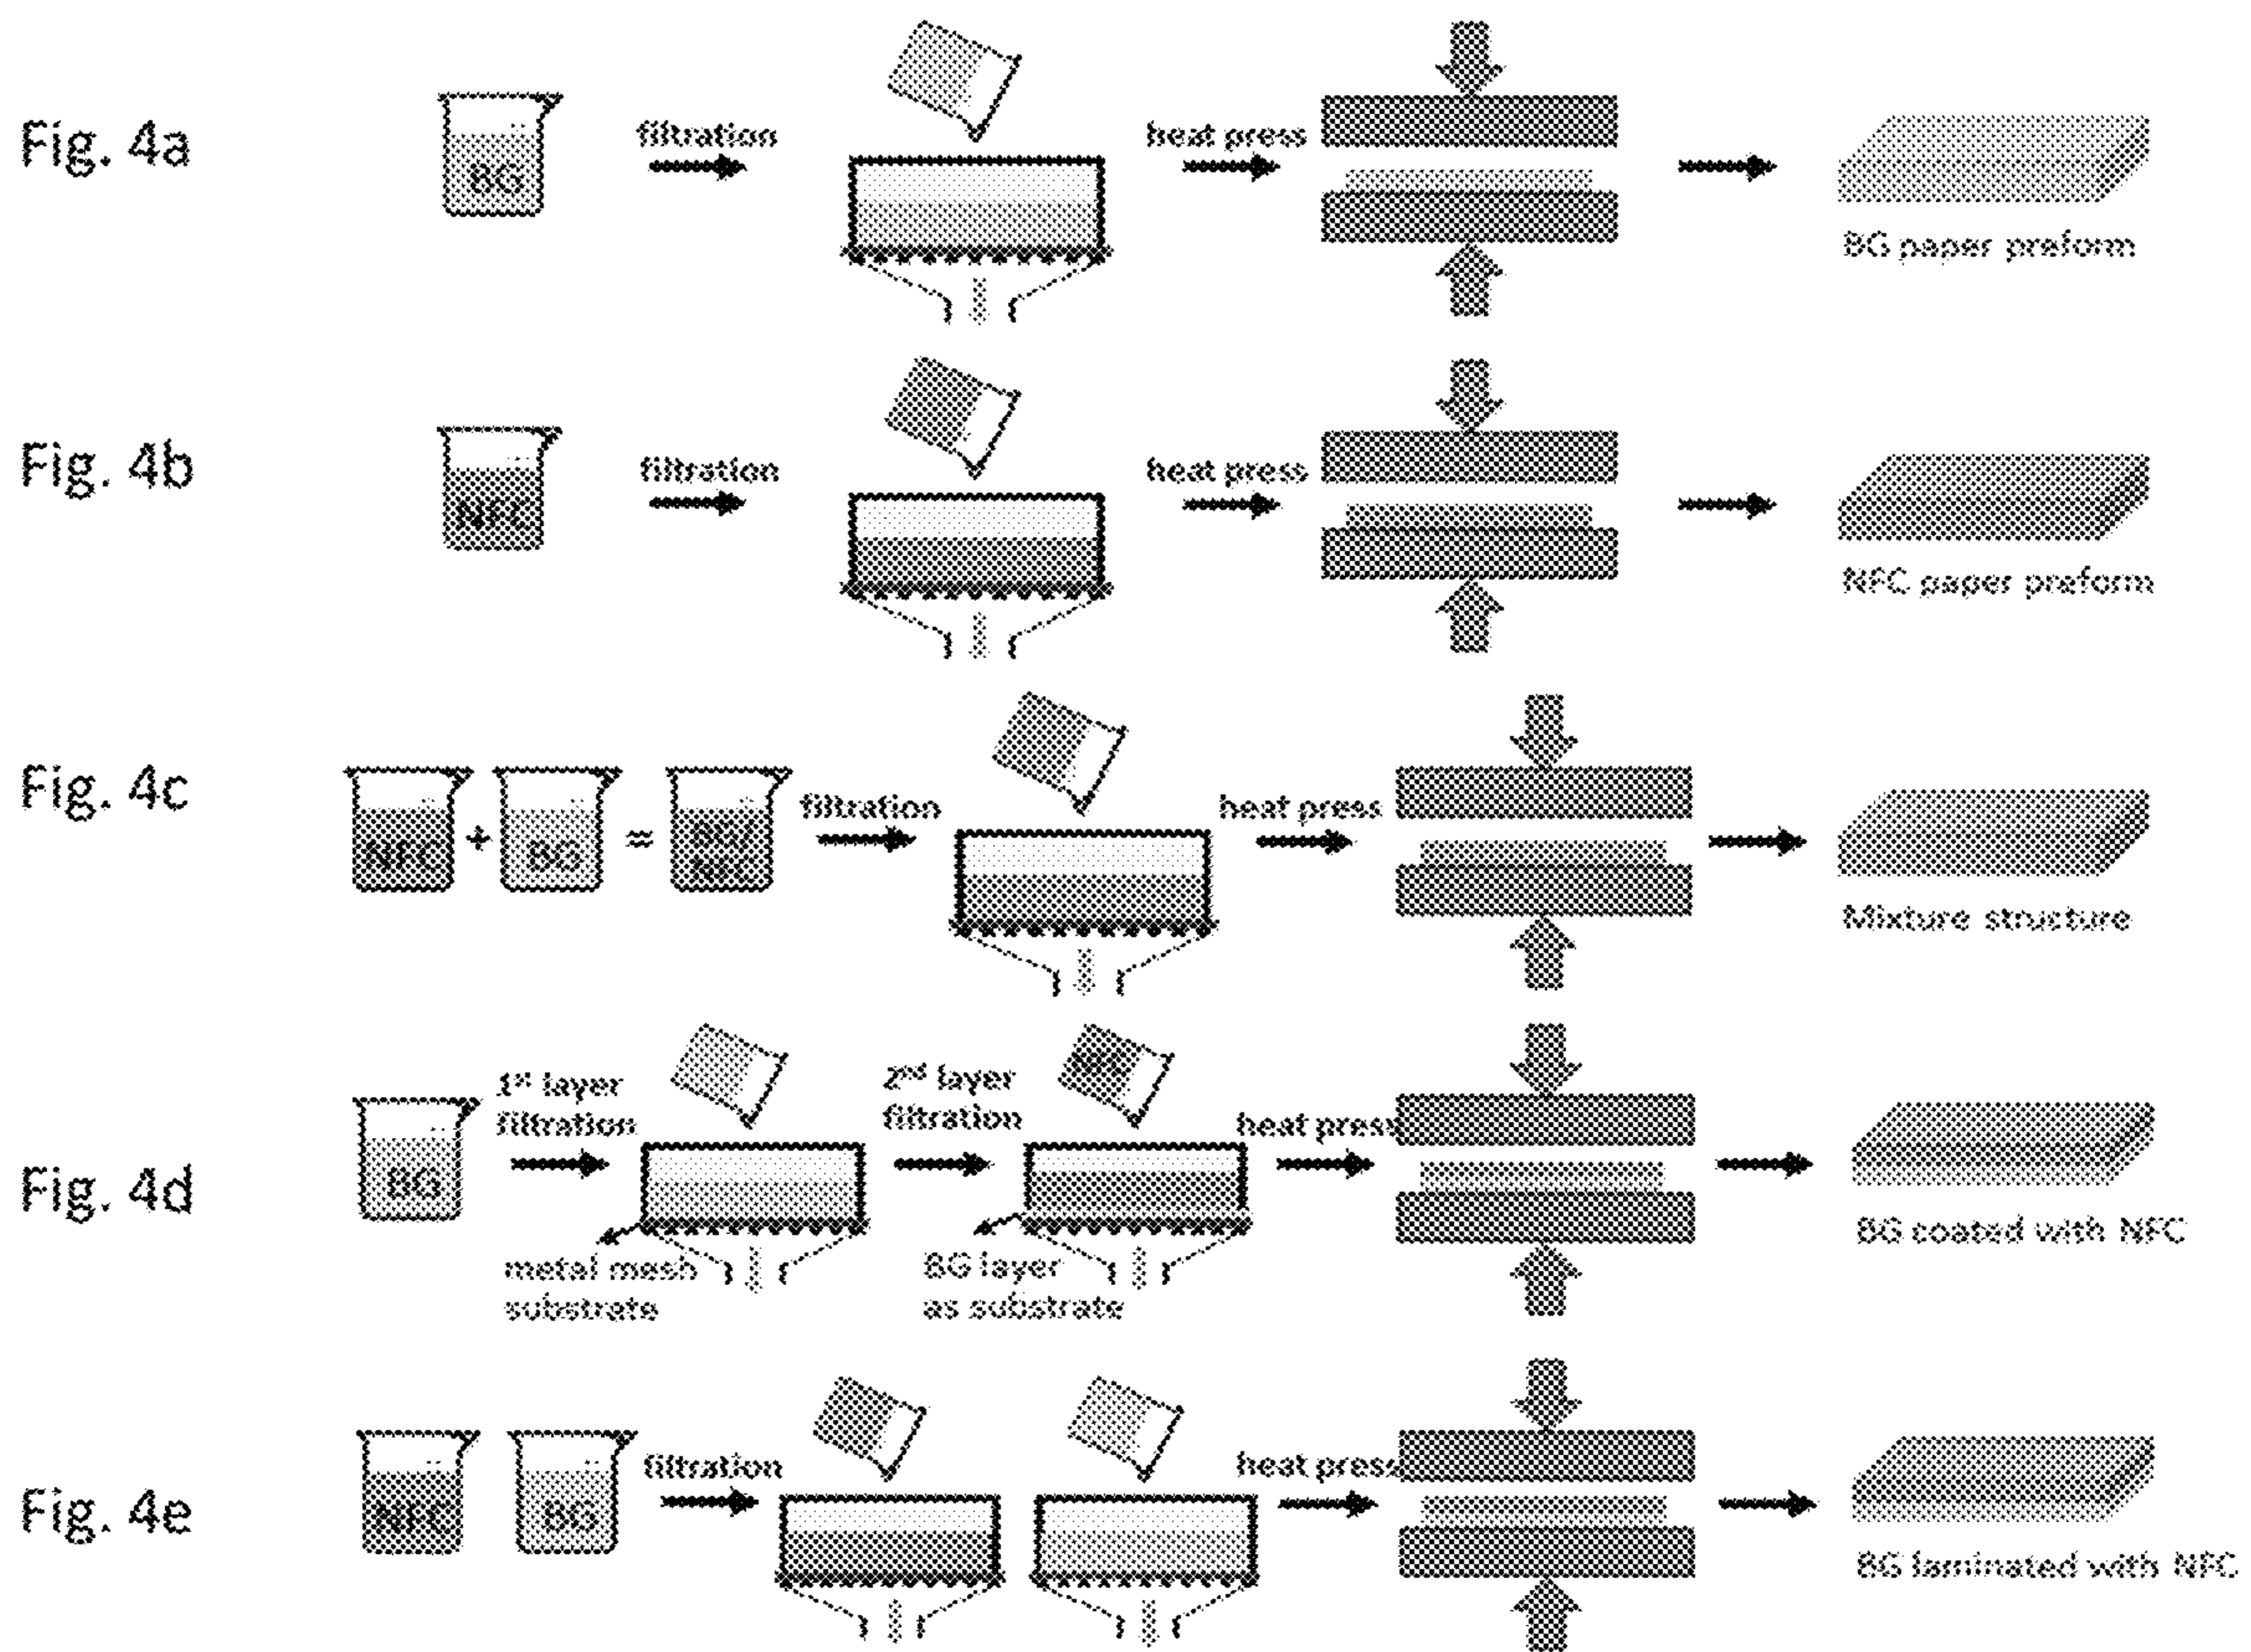 Fig. 4a
BG
filtration
heat press
BG paper preform
Fig. 4b
NFC
filtration
heat press
NFC paper preform
Fig. 4c
NFC
+
BG
=
BG/
NFC
filtration
heat press
Mixture structure
Fig. 4d
BG
1st layer
filtration
metal mesh
substrate
2nd layer
filtration
BG layer
as substrate
heat press
BG coated with NFC
Fig. 4e
NFC
BG
filtration
heat press
BG laminated with NFC